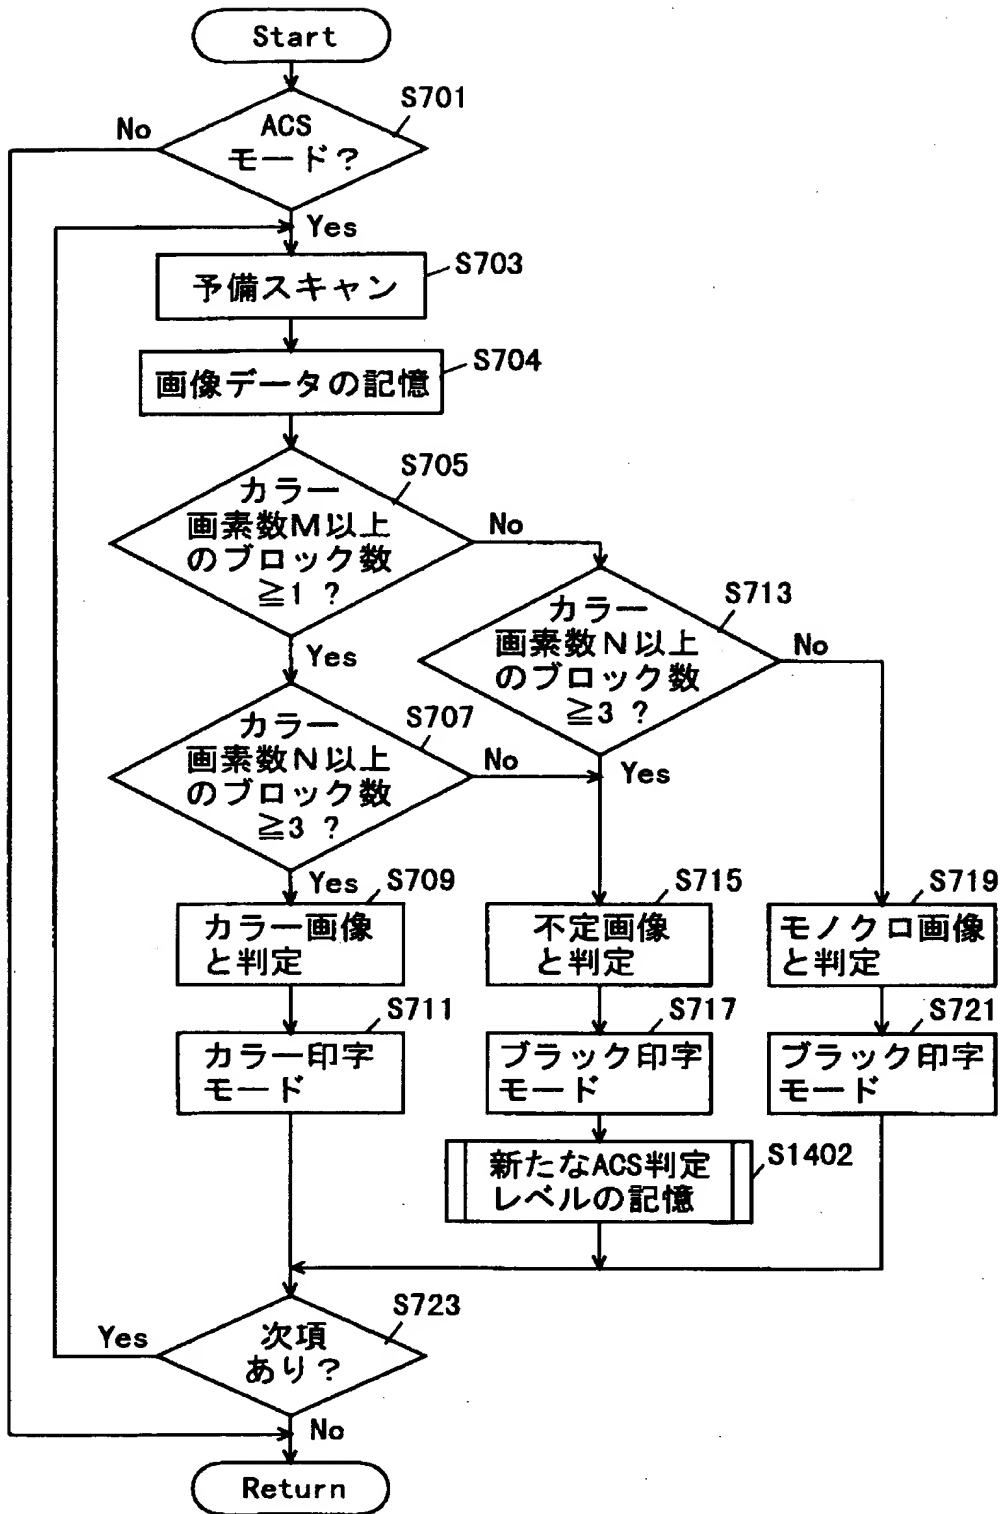 Start
S701
No
ACS
モード？
Yes
S703
予備スキャン
S704
画像データの記憶
S705
カラー
画素数M以上
のブロック数
≧1？
No
Yes
S713
カラー
画素数N以上
のブロック数
≧3？
No
Yes
S707
カラー
画素数N以上
のブロック数
≧3？
No
Yes
S709
カラー画像
と判定
S715
不定画像
と判定
S719
モノクロ画像
と判定
S711
カラー印字
モード
S717
ブラック印字
モード
S721
ブラック印字
モード
S1402
新たなACS判定
レベルの記憶
S723
Yes
次項
あり？
No
Return